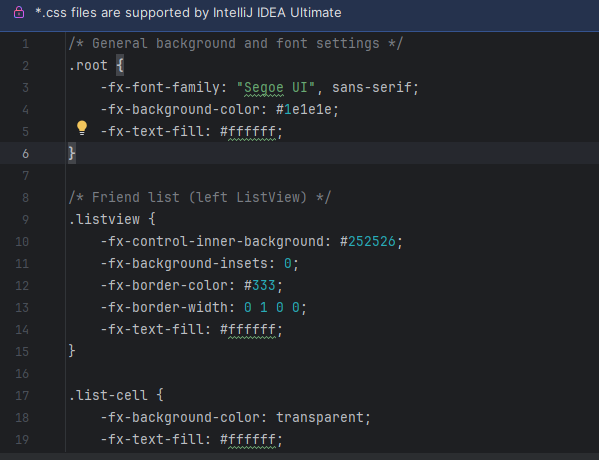 *.css files are supported by IntelliJ IDEA Ultimate
1 /* General background and font settings */
2 .root {
3 -fx-font-family: "Segoe UI", sans-serif;
4 -fx-background-color: #1e1e1e;
5 -fx-text-fill: #ffffff;
6 }
7
8 /* Friend list (left ListView) */
9 .listview {
10 -fx-control-inner-background: #252526;
11 -fx-background-insets: 0;
12 -fx-border-color: #333;
13 -fx-border-width: 0 1 0 0;
14 -fx-text-fill: #ffffff;
15 }
16
17 .list-cell {
18 -fx-background-color: transparent;
19 -fx-text-fill: #ffffff;